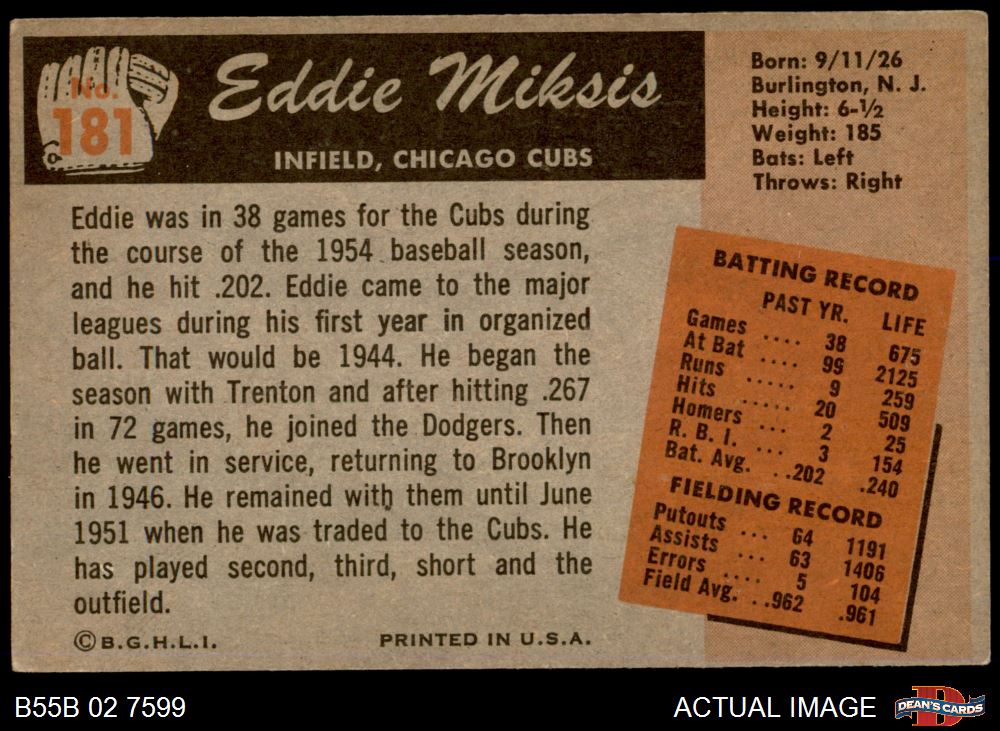 No.
181
Eddie Miksis
INFIELD, CHICAGO CUBS
Born: 9/11/26
Burlington, N. J.
Height: 6-½
Weight: 185
Bats: Left
Throws: Right
Eddie was in 38 games for the Cubs during
the course of the 1954 baseball season,
and he hit .202. Eddie came to the major
leagues during his first year in organized
ball. That would be 1944. He began the
season with Trenton and after hitting .267
in 72 games, he joined the Dodgers. Then
he went in service, returning to Brooklyn
in 1946. He remained with them until June
1951 when he was traded to the Cubs. He
has played second, third, short and the
outfield.
©B.G.H.L.I. PRINTED IN U.S.A.
BATTING RECORD
PAST YR. LIFE
Games .... 38 675
At Bat .... 99 2125
Runs ..... 9 259
Hits ..... 20 509
Homers ... 2 25
R. B. I. ... 3 154
Bat. Avg. . .202 .240
FIELDING RECORD
Putouts ... 64 1191
Assists ... 63 1406
Errors .... 5 104
Field Avg. . .962 .961
B55B 02 7599 ACTUAL IMAGE
DEAN'S CARDS